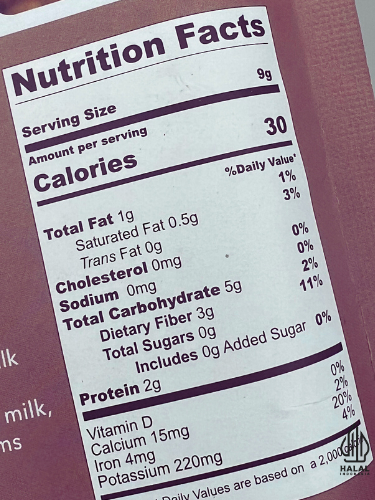 Nutrition Facts
Serving Size 9g
Amount per serving
Calories 30
%Daily Value*
Total Fat 1g 1%
Saturated Fat 0.5g 3%
Trans Fat 0g
Cholesterol 0mg 0%
Sodium 0mg 0%
Total Carbohydrate 5g 2%
Dietary Fiber 3g 11%
Total Sugars 0g
Includes 0g Added Sugar 0%
Protein 2g
Vitamin D 0%
Calcium 15mg 2%
Iron 4mg 20%
Potassium 220mg 4%
Daily Values are based on a 2,000
lk
milk,
ms
HALAL
INDONESIA